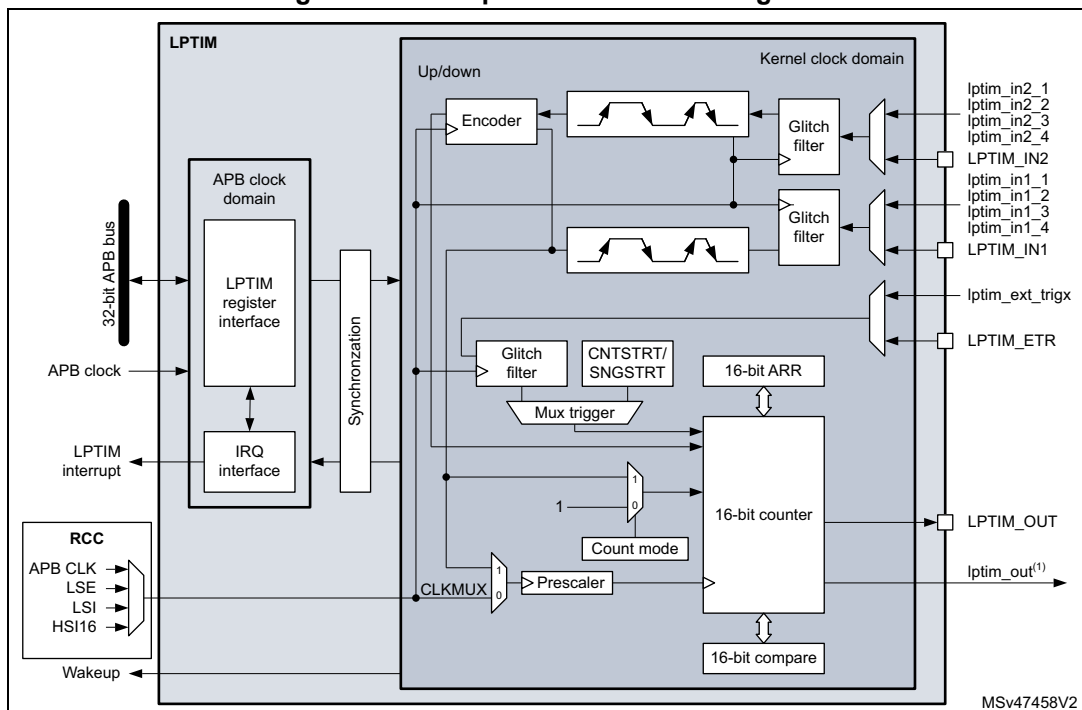 LPTIM
Up/down
Kernel clock domain
Encoder
Glitch
filter
lptim_in2_1
lptim_in2_2
lptim_in2_3
lptim_in2_4
LPTIM_IN2
APB clock
domain
lptim_in1_1
lptim_in1_2
lptim_in1_3
lptim_in1_4
Glitch
filter
LPTIM_IN1
32-bit APB bus
LPTIM
register
interface
Synchronzation
lptim_ext_trigx
LPTIM_ETR
APB clock
Glitch
filter
CNTSTRT/
SNGSTRT
16-bit ARR
Mux trigger
LPTIM
interrupt
IRQ
interface
1
1
0
16-bit counter
LPTIM_OUT
Count mode
RCC
APB CLK
LSE
LSI
HSI16
CLKMUX
1
0
Prescaler
lptim_out(1)
16-bit compare
Wakeup
MSv47458V2